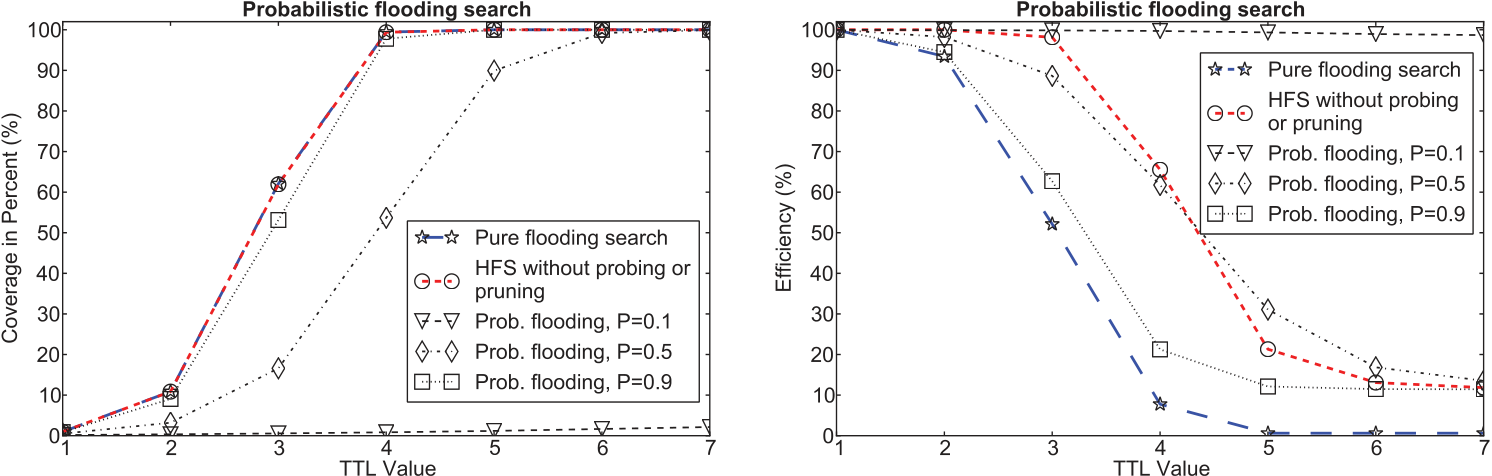 Probabilistic flooding search
Coverage in Percent (%)
100
90
80
70
60
50
40
30
20
10
0
1 2 3 4 5 6 7
TTL Value
Pure flooding search
HFS without probing or
pruning
Prob. flooding, P=0.1
Prob. flooding, P=0.5
Prob. flooding, P=0.9
Probabilistic flooding search
Efficiency (%)
100
90
80
70
60
50
40
30
20
10
0
1 2 3 4 5 6 7
TTL Value
Pure flooding search
HFS without probing
or pruning
Prob. flooding, P=0.1
Prob. flooding, P=0.5
Prob. flooding, P=0.9